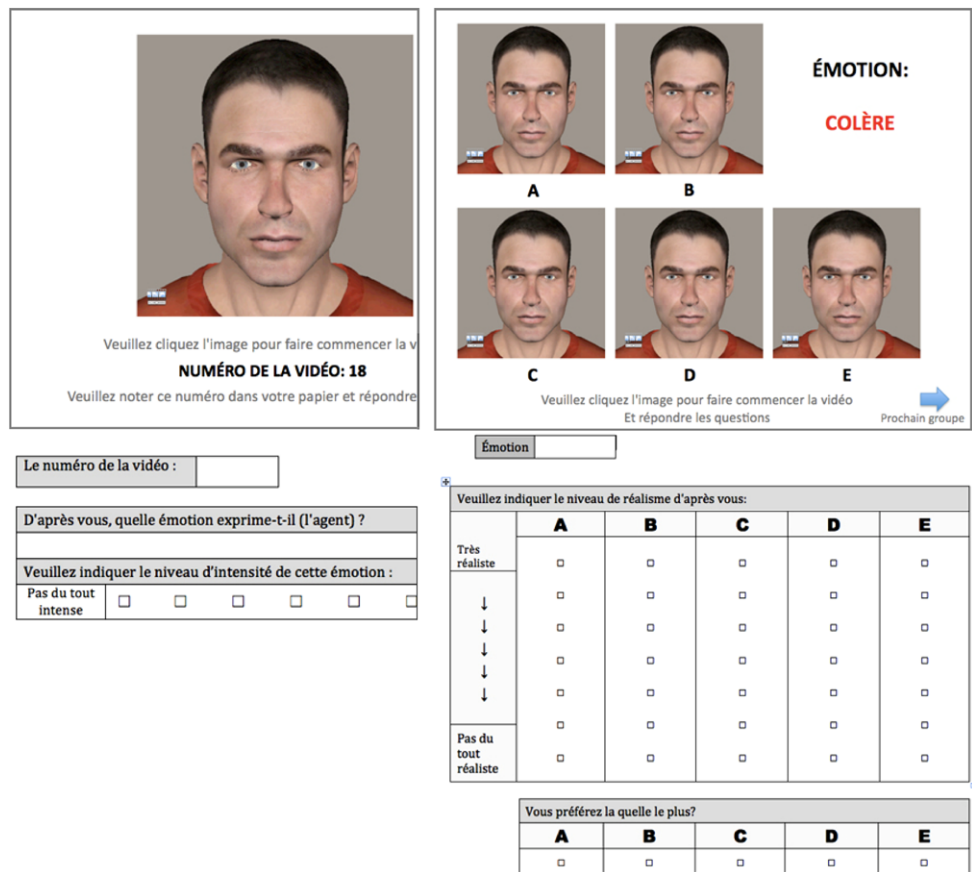 Veuillez cliquez l'image pour faire commencer la v
NUMÉRO DE LA VIDÉO: 18
Veuillez noter ce numéro dans votre papier et répondre
Le numéro de la vidéo :
D'après vous, quelle émotion exprime-t-il (l'agent) ?
Veuillez indiquer le niveau d'intensité de cette émotion :
Pas du tout
intense
ÉMOTION:
COLÈRE
A B
C D E
Veuillez cliquez l'image pour faire commencer la vidéo
Et répondre les questions
Prochain groupe
Émotion
Veuillez indiquer le niveau de réalisme d'après vous:
A B C D E
Très
réaliste
Pas du
tout
réaliste
Vous préférez la quelle le plus?
A B C D E